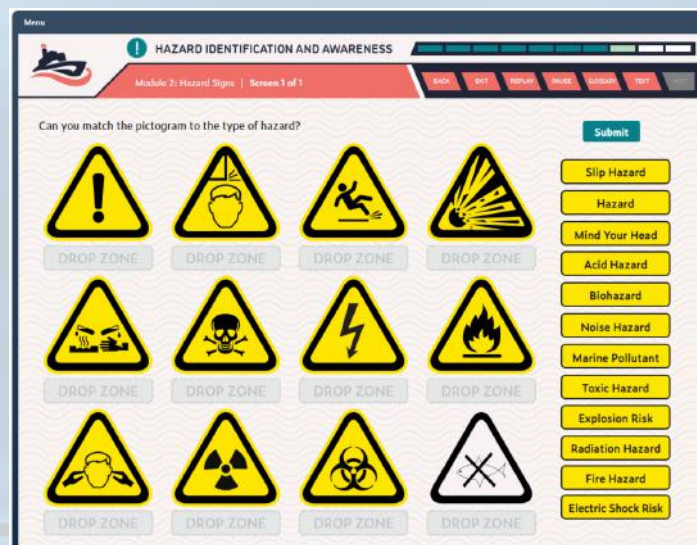 Menu
HAZARD IDENTIFICATION AND AWARENESS
Module 2: Hazard Signs | Screen 1 of 1
BACK EXIT REPLAY PAUSE GLOSSARY TEXT NEXT
Can you match the pictogram to the type of hazard?
Submit
DROP ZONE DROP ZONE DROP ZONE DROP ZONE
DROP ZONE DROP ZONE DROP ZONE DROP ZONE
DROP ZONE DROP ZONE DROP ZONE DROP ZONE
Slip Hazard
Hazard
Mind Your Head
Acid Hazard
Biohazard
Noise Hazard
Marine Pollutant
Toxic Hazard
Explosion Risk
Radiation Hazard
Fire Hazard
Electric Shock Risk